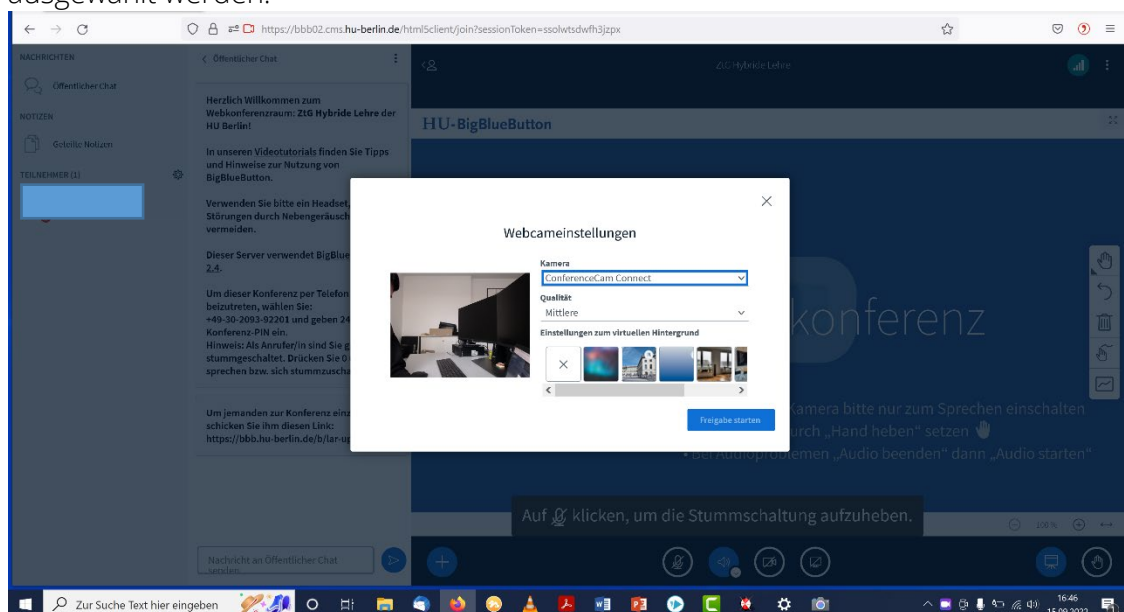 ausgewählt werden.
https://bbb02.cms.hu-berlin.de/html5client/join?sessionToken=ssolwtsdwfh3jzpx
NACHRICHTEN
Öffentlicher Chat
NOTIZEN
Geteilte Notizen
TEILNEHMER (1)
Öffentlicher Chat
Herzlich Willkommen zum
Webkonferenzraum: ZtG Hybride Lehre der
HU Berlin!
In unseren Videotutorials finden Sie Tipps
und Hinweise zur Nutzung von
BigBlueButton.
Verwenden Sie bitte ein Headset,
Störungen durch Nebengeräusch
vermeiden.
Dieser Server verwendet BigBlue
2.4.
Um dieser Konferenz per Telefon
beizutreten, wählen Sie:
+49-30-2093-92201 und geben 24
Konferenz-PIN ein.
Hinweis: Als Anrufer/in sind Sie g
stummgeschaltet. Drücken Sie 0
sprechen bzw. sich stummzuscha
Um jemanden zur Konferenz einz
schicken Sie ihm diesen Link:
https://bbb.hu-berlin.de/b/lar-up
Nachricht an Öffentlicher Chat
senden
ZtG Hybride Lehre
HU-BigBlueButton
Webcameinstellungen
Kamera
ConferenceCam Connect
Qualität
Mittlere
Einstellungen zum virtuellen Hintergrund
Freigabe starten
konferenz
Kamera bitte nur zum Sprechen einschalten
durch „Hand heben“ setzen
• Bei Audioproblemen „Audio beenden“ dann „Audio starten“
Auf klicken, um die Stummschaltung aufzuheben.
100 %
Zur Suche Text hier eingeben
16:46
15.09.2022